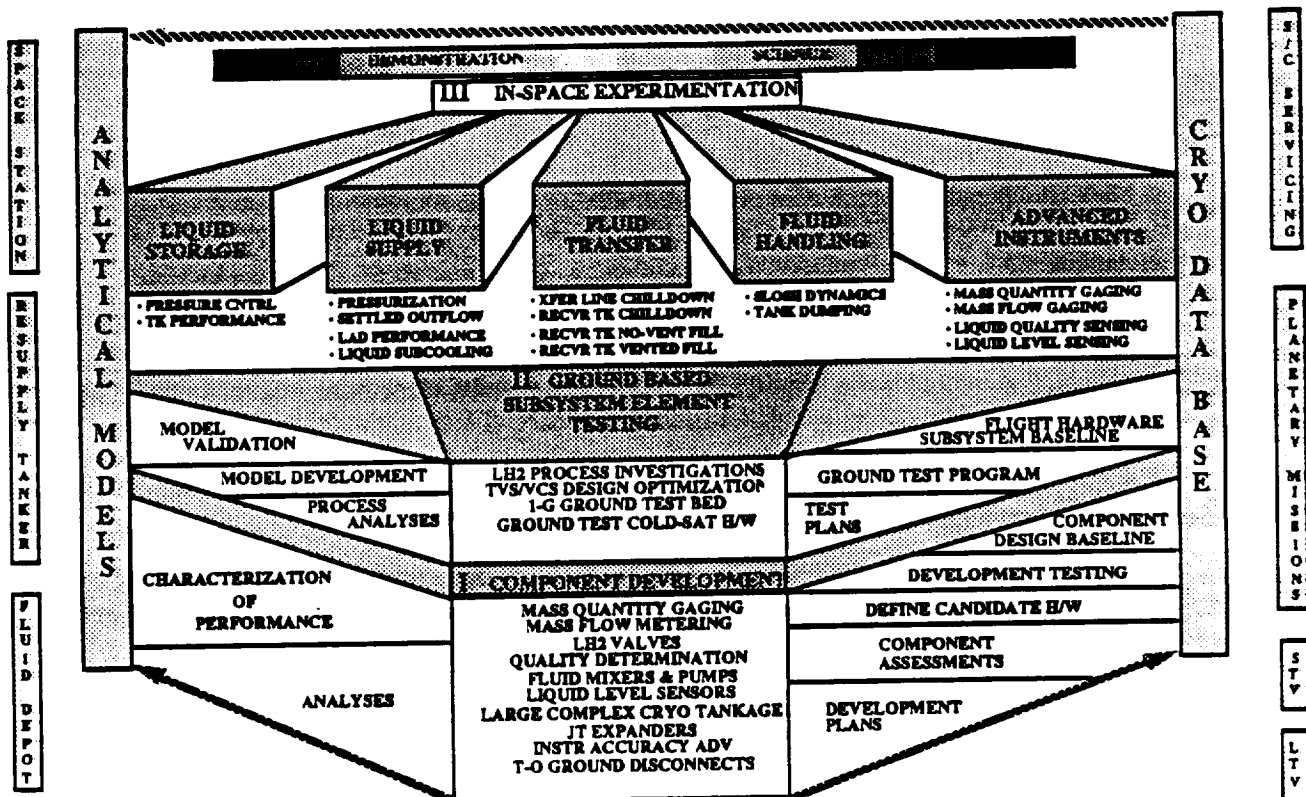 DEMONSTRATION
SCIENCE
III IN-SPACE EXPERIMENTATION
SPACE STATION
RESUPPLY TANKER
FLUID DEPOT
ANALYTICAL MODELS
LIQUID
STORAGE
• PRESSURE CNTRL
• TK PERFORMANCE
LIQUID
SUPPLY
• PRESSURIZATION
• SETTLED OUTFLOW
• LAD PERFORMANCE
• LIQUID SUBCOOLING
FLUID
TRANSFER
• XFER LINE CHILLDOWN
• RECVR TK CHILLDOWN
• RECVR TK NO-VENT FILL
• RECVR TK VENTED FILL
FLUID
HANDLING
• SLOSH DYNAMICS
• TANK DUMPING
ADVANCED
INSTRUMENTS
• MASS QUANTITY GAGING
• MASS FLOW GAGING
• LIQUID QUALITY SENSING
• LIQUID LEVEL SENSING
II. GROUND BASED
SUBSYSTEM ELEMENT
TESTING
MODEL
VALIDATION
MODEL DEVELOPMENT
PROCESS
ANALYSES
LH2 PROCESS INVESTIGATIONS
TVS/VCS DESIGN OPTIMIZATION
1-G GROUND TEST BED
GROUND TEST COLD-SAT H/W
FLIGHT HARDWARE
SUBSYSTEM BASELINE
GROUND TEST PROGRAM
TEST
PLANS
COMPONENT
DESIGN BASELINE
I COMPONENT DEVELOPMENT
CHARACTERIZATION
OF
PERFORMANCE
ANALYSES
MASS QUANTITY GAGING
MASS FLOW METERING
LH2 VALVES
QUALITY DETERMINATION
FLUID MIXERS & PUMPS
LIQUID LEVEL SENSORS
LARGE COMPLEX CRYO TANKAGE
JT EXPANDERS
INSTR ACCURACY ADV
T-O GROUND DISCONNECTS
DEVELOPMENT TESTING
DEFINE CANDIDATE H/W
COMPONENT
ASSESSMENTS
DEVELOPMENT
PLANS
CRYO DATA BASE
S/C SERVICING
PLANETARY MISSIONS
STV
LTV